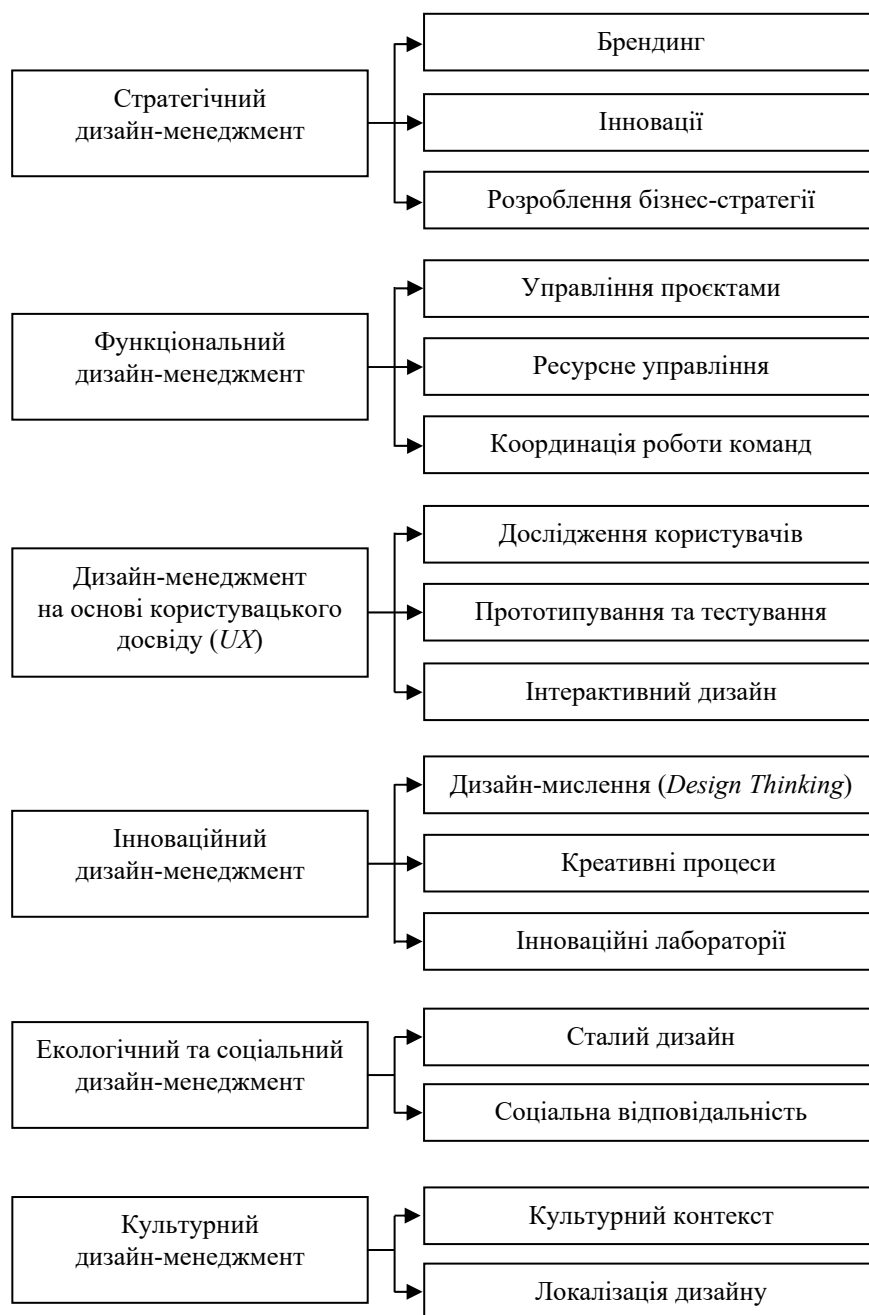 Стратегічний
дизайн-менеджмент
Брендинг
Інновації
Розроблення бізнес-стратегії
Функціональний
дизайн-менеджмент
Управління проєктами
Ресурсне управління
Координація роботи команд
Дизайн-менеджмент
на основі користувацького
досвіду (UX)
Дослідження користувачів
Прототипування та тестування
Інтерактивний дизайн
Інноваційний
дизайн-менеджмент
Дизайн-мислення (Design Thinking)
Креативні процеси
Інноваційні лабораторії
Екологічний та соціальний
дизайн-менеджмент
Сталий дизайн
Соціальна відповідальність
Культурний
дизайн-менеджмент
Культурний контекст
Локалізація дизайну